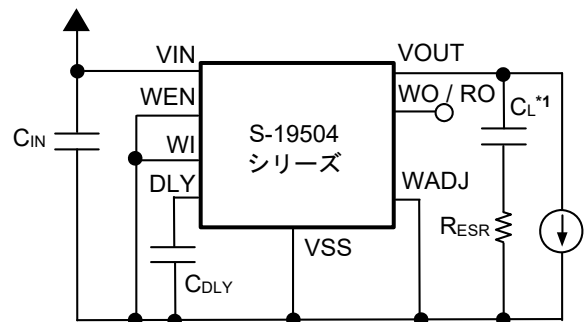 VIN
WEN
WI
DLY
C_IN
C_DLY
S-19504
シリーズ
VSS
VOUT
WO / RO
WADJ
C_L*1
R_ESR